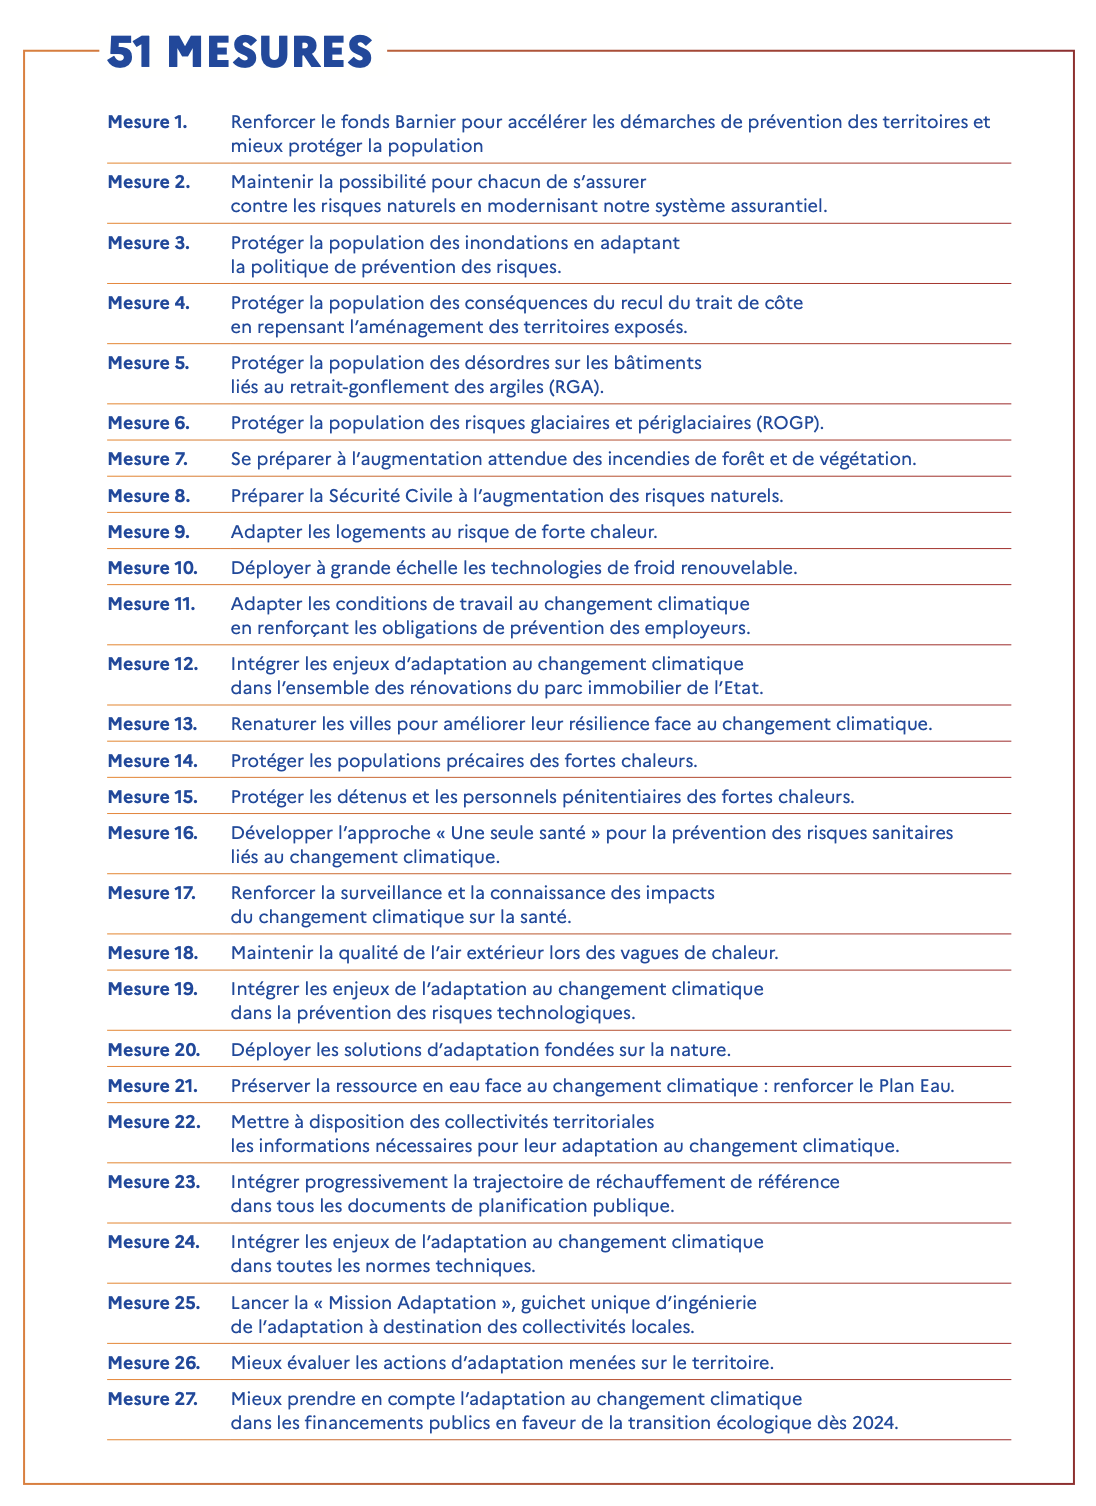 51 MESURES
Mesure 1. Renforcer le fonds Barnier pour accélérer les démarches de prévention des territoires et
mieux protéger la population
Mesure 2. Maintenir la possibilité pour chacun de s’assurer
contre les risques naturels en modernisant notre système assurantiel.
Mesure 3. Protéger la population des inondations en adaptant
la politique de prévention des risques.
Mesure 4. Protéger la population des conséquences du recul du trait de côte
en repensant l’aménagement des territoires exposés.
Mesure 5. Protéger la population des désordres sur les bâtiments
liés au retrait-gonflement des argiles (RGA).
Mesure 6. Protéger la population des risques glaciaires et périglaciaires (ROGP).
Mesure 7. Se préparer à l’augmentation attendue des incendies de forêt et de végétation.
Mesure 8. Préparer la Sécurité Civile à l’augmentation des risques naturels.
Mesure 9. Adapter les logements au risque de forte chaleur.
Mesure 10. Déployer à grande échelle les technologies de froid renouvelable.
Mesure 11. Adapter les conditions de travail au changement climatique
en renforçant les obligations de prévention des employeurs.
Mesure 12. Intégrer les enjeux d’adaptation au changement climatique
dans l’ensemble des rénovations du parc immobilier de l’Etat.
Mesure 13. Renaturer les villes pour améliorer leur résilience face au changement climatique.
Mesure 14. Protéger les populations précaires des fortes chaleurs.
Mesure 15. Protéger les détenus et les personnels pénitentiaires des fortes chaleurs.
Mesure 16. Développer l’approche « Une seule santé » pour la prévention des risques sanitaires
liés au changement climatique.
Mesure 17. Renforcer la surveillance et la connaissance des impacts
du changement climatique sur la santé.
Mesure 18. Maintenir la qualité de l’air extérieur lors des vagues de chaleur.
Mesure 19. Intégrer les enjeux de l’adaptation au changement climatique
dans la prévention des risques technologiques.
Mesure 20. Déployer les solutions d’adaptation fondées sur la nature.
Mesure 21. Préserver la ressource en eau face au changement climatique : renforcer le Plan Eau.
Mesure 22. Mettre à disposition des collectivités territoriales
les informations nécessaires pour leur adaptation au changement climatique.
Mesure 23. Intégrer progressivement la trajectoire de réchauffement de référence
dans tous les documents de planification publique.
Mesure 24. Intégrer les enjeux de l’adaptation au changement climatique
dans toutes les normes techniques.
Mesure 25. Lancer la « Mission Adaptation », guichet unique d’ingénierie
de l’adaptation à destination des collectivités locales.
Mesure 26. Mieux évaluer les actions d’adaptation menées sur le territoire.
Mesure 27. Mieux prendre en compte l’adaptation au changement climatique
dans les financements publics en faveur de la transition écologique dès 2024.